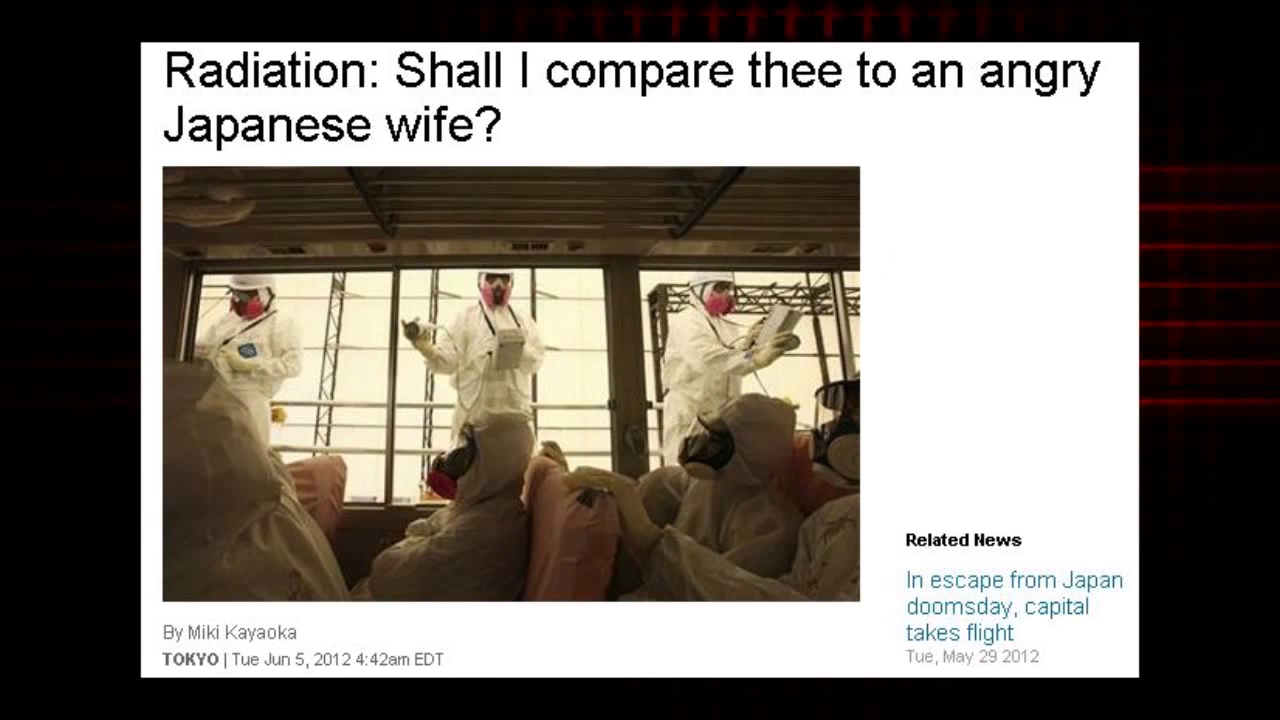 Radiation: Shall I compare thee to an angry
Japanese wife?
By Miki Kayaoka
TOKYO | Tue Jun 5, 2012 4:42am EDT
Related News
In escape from Japan
doomsday, capital
takes flight
Tue, May 29 2012